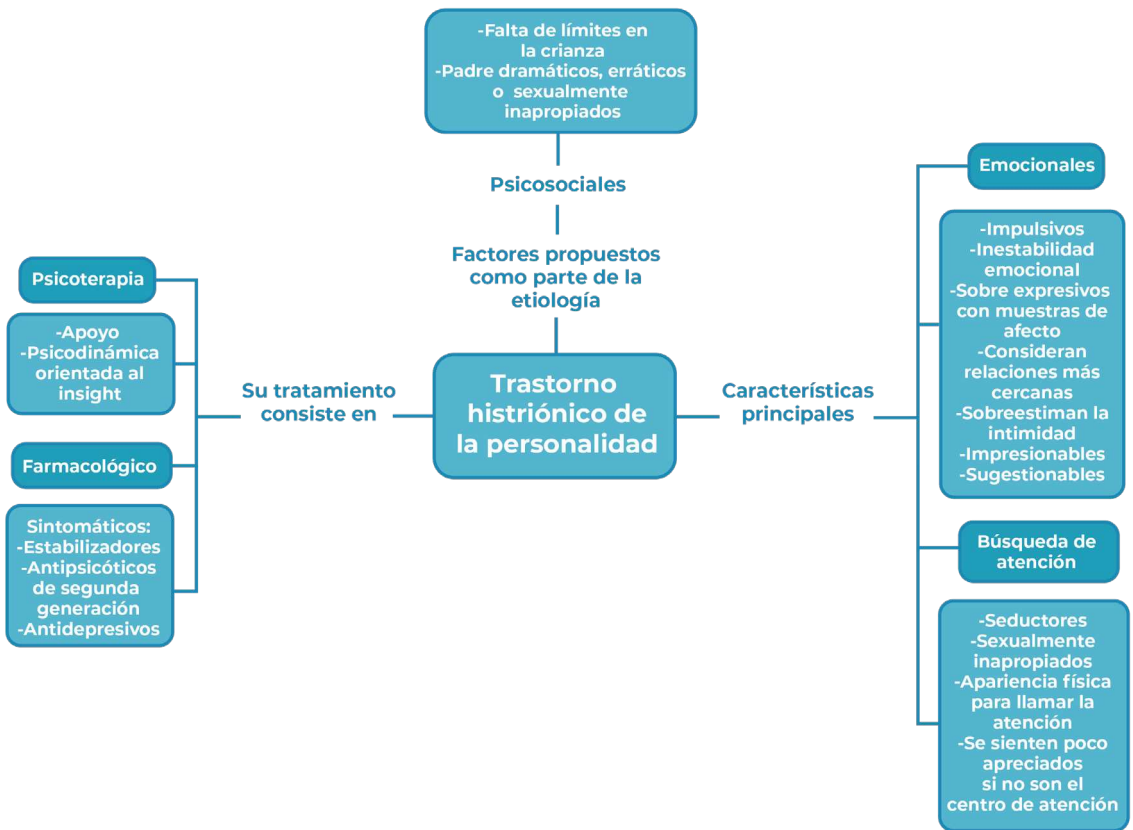 -Falta de límites en
la crianza
-Padre dramáticos, erráticos
o sexualmente
inapropiados
Psicosociales
Factores propuestos
como parte de la
etiología
Trastorno
histriónico de
la personalidad
Su tratamiento
consiste en
Psicoterapia
-Apoyo
-Psicodinámica
orientada al
insight
Farmacológico
Sintomáticos:
-Estabilizadores
-Antipsicóticos
de segunda
generación
-Antidepresivos
Características
principales
Emocionales
-Impulsivos
-Inestabilidad
emocional
-Sobre expresivos
con muestras de
afecto
-Consideran
relaciones más
cercanas
-Sobreestiman la
intimidad
-Impresionables
-Sugestionables
Búsqueda de
atención
-Seductores
-Sexualmente
inapropiados
-Apariencia física
para llamar la
atención
-Se sienten poco
apreciados
si no son el
centro de atención